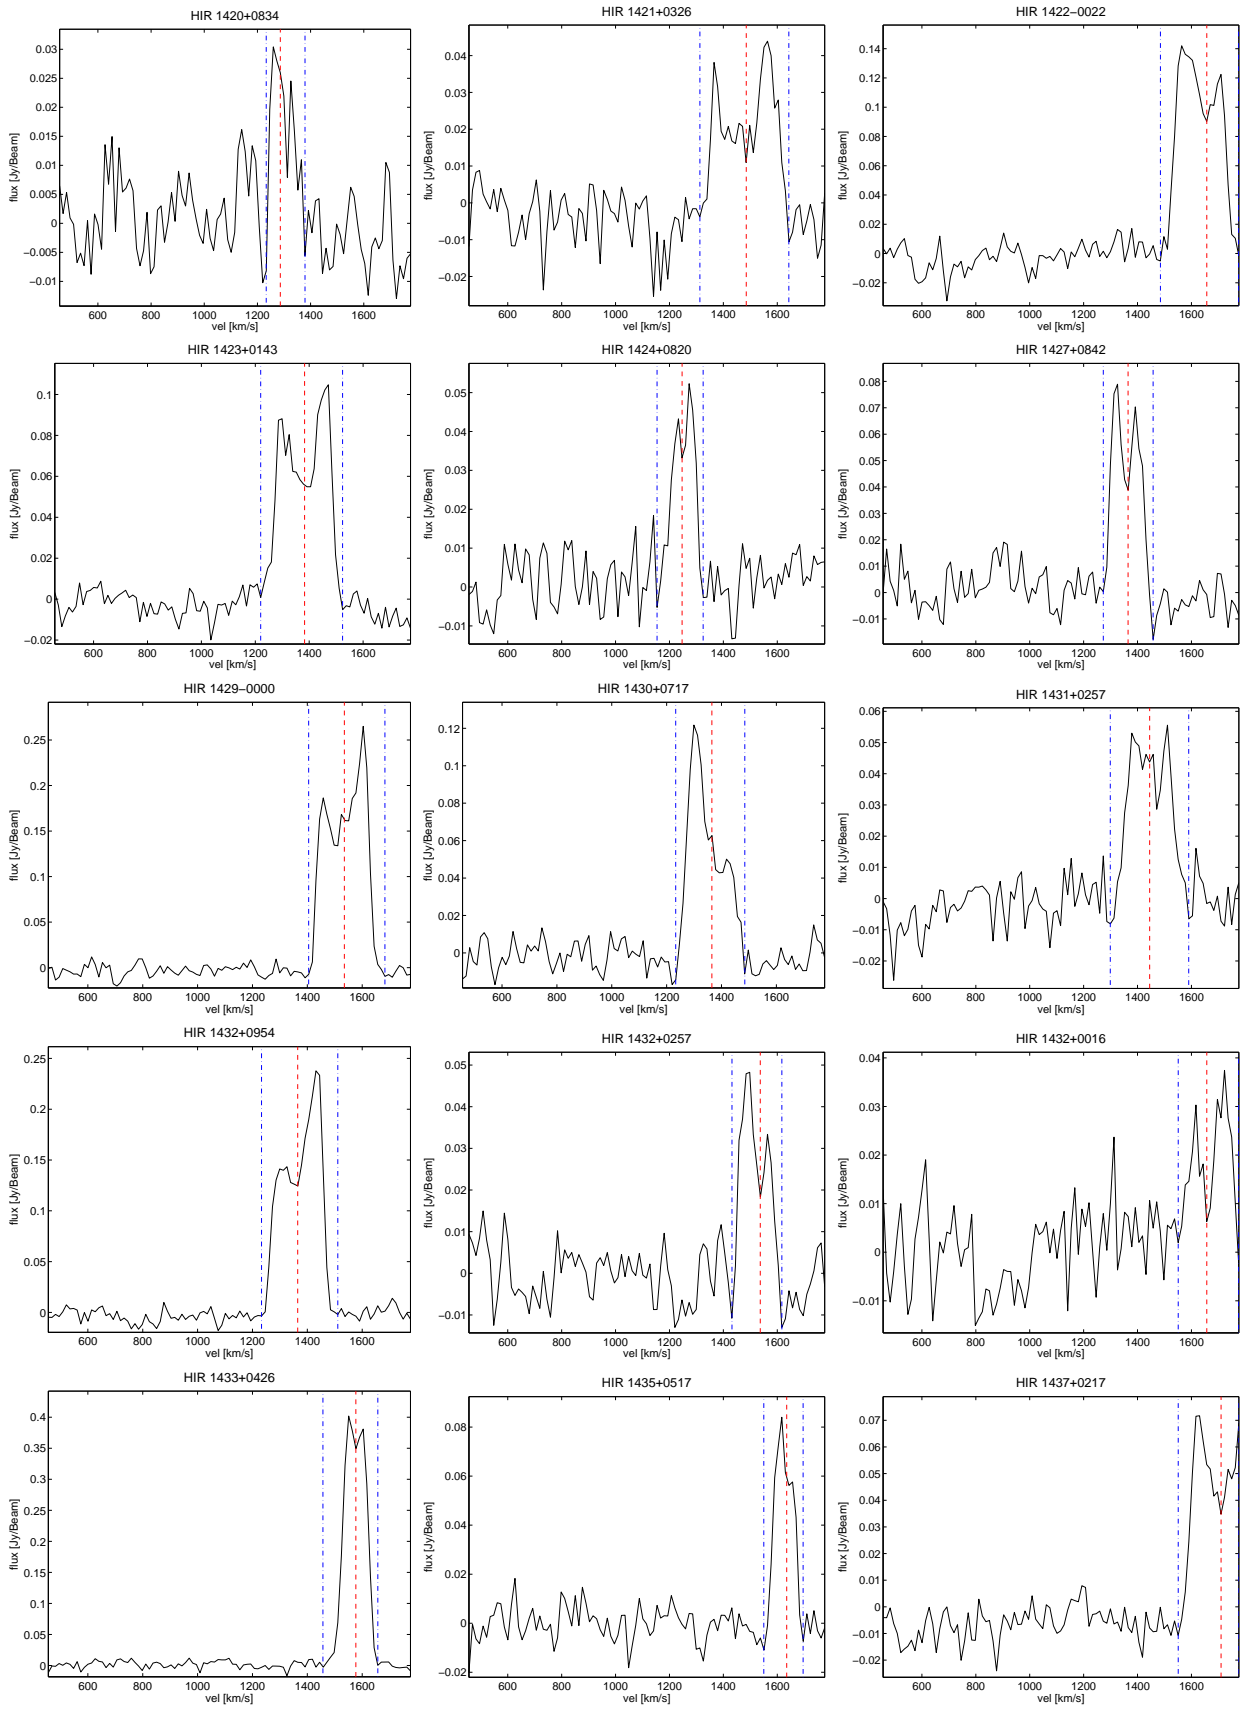 HIR 1420+0834
0.03
0.025
0.02
0.015
0.01
0.005
0
−0.005
−0.01
flux [Jy/Beam]
600 800 1000 1200 1400 1600
vel [km/s]
HIR 1421+0326
0.04
0.03
0.02
0.01
0
−0.01
−0.02
flux [Jy/Beam]
600 800 1000 1200 1400 1600
vel [km/s]
HIR 1422−0022
0.14
0.12
0.1
0.08
0.06
0.04
0.02
0
−0.02
flux [Jy/Beam]
600 800 1000 1200 1400 1600
vel [km/s]
HIR 1423+0143
0.1
0.08
0.06
0.04
0.02
0
−0.02
flux [Jy/Beam]
600 800 1000 1200 1400 1600
vel [km/s]
HIR 1424+0820
0.05
0.04
0.03
0.02
0.01
0
−0.01
flux [Jy/Beam]
600 800 1000 1200 1400 1600
vel [km/s]
HIR 1427+0842
0.08
0.07
0.06
0.05
0.04
0.03
0.02
0.01
0
−0.01
flux [Jy/Beam]
600 800 1000 1200 1400 1600
vel [km/s]
HIR 1429−0000
0.25
0.2
0.15
0.1
0.05
0
flux [Jy/Beam]
600 800 1000 1200 1400 1600
vel [km/s]
HIR 1430+0717
0.12
0.1
0.08
0.06
0.04
0.02
0
flux [Jy/Beam]
600 800 1000 1200 1400 1600
vel [km/s]
HIR 1431+0257
0.06
0.05
0.04
0.03
0.02
0.01
0
−0.01
−0.02
flux [Jy/Beam]
600 800 1000 1200 1400 1600
vel [km/s]
HIR 1432+0954
0.25
0.2
0.15
0.1
0.05
0
flux [Jy/Beam]
600 800 1000 1200 1400 1600
vel [km/s]
HIR 1432+0257
0.05
0.04
0.03
0.02
0.01
0
−0.01
flux [Jy/Beam]
600 800 1000 1200 1400 1600
vel [km/s]
HIR 1432+0016
0.04
0.03
0.02
0.01
0
−0.01
flux [Jy/Beam]
600 800 1000 1200 1400 1600
vel [km/s]
HIR 1433+0426
0.4
0.35
0.3
0.25
0.2
0.15
0.1
0.05
0
flux [Jy/Beam]
600 800 1000 1200 1400 1600
vel [km/s]
HIR 1435+0517
0.08
0.06
0.04
0.02
0
−0.02
flux [Jy/Beam]
600 800 1000 1200 1400 1600
vel [km/s]
HIR 1437+0217
0.07
0.06
0.05
0.04
0.03
0.02
0.01
0
−0.01
−0.02
flux [Jy/Beam]
600 800 1000 1200 1400 1600
vel [km/s]